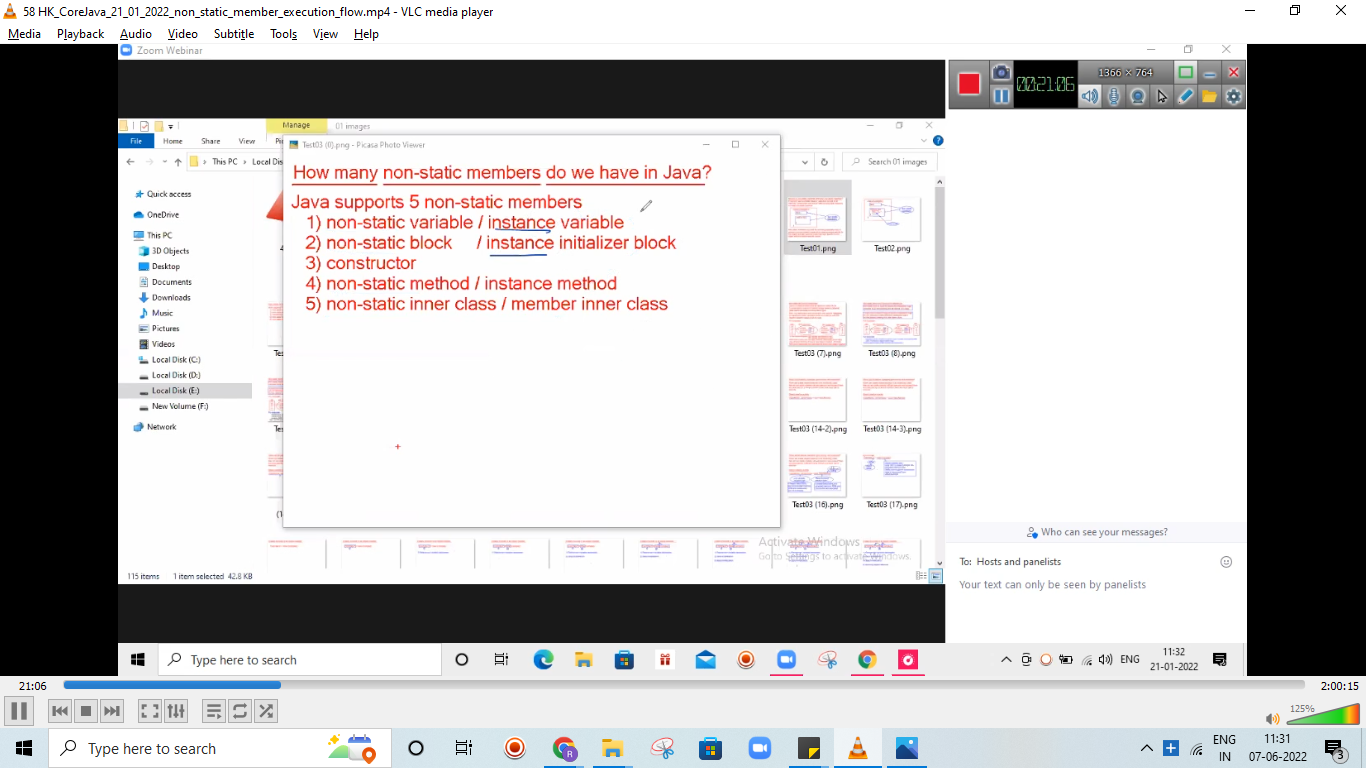 58 HK_CoreJava_21_01_2022_non_static_member_execution_flow.mp4 - VLC media player
Media Playback Audio Video Subtitle Tools View Help
Zoom Webinar
00:21:06
1366 × 764
Manage
01 images
File Home Share View
This PC
Search 01 images
Test03 (0).png - Picasa Photo Viewer
How many non-static members do we have in Java?
Java supports 5 non-static members
1) non-static variable / instance variable
2) non-static block / instance initializer block
3) constructor
4) non-static method / instance method
5) non-static inner class / member inner class
Quick access
OneDrive
This PC
3D Objects
Desktop
Documents
Downloads
Music
Pictures
Videos
Local Disk (C:)
Local Disk (D:)
Local Disk (E:)
New Volume (F:)
Network
Test01.png Test02.png
Test03 (7).png Test03 (8).png
Test03 (14-2).png Test03 (14-3).png
Test03 (16).png Test03 (17).png
Activate Windows
Go to Settings to activate Windows.
115 items 1 item selected 42.8 KB
Who can see your messages?
To: Hosts and panelists
Your text can only be seen by panelists
Type here to search
ENG
11:32
21-01-2022
21:06
2:00:15
125%
Type here to search
ENG
IN
11:31
07-06-2022
3